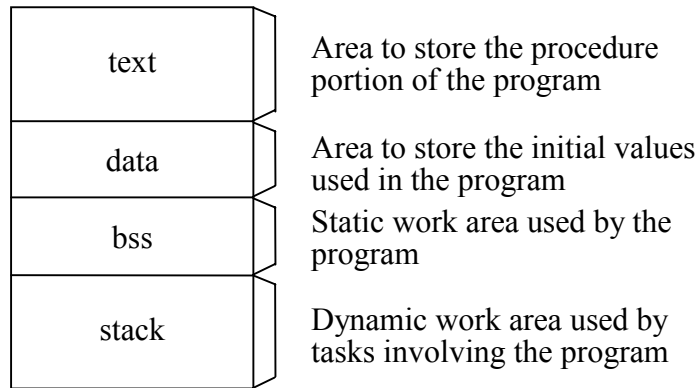 text
Area to store the procedure
portion of the program
data
Area to store the initial values
used in the program
bss
Static work area used by the
program
stack
Dynamic work area used by
tasks involving the program